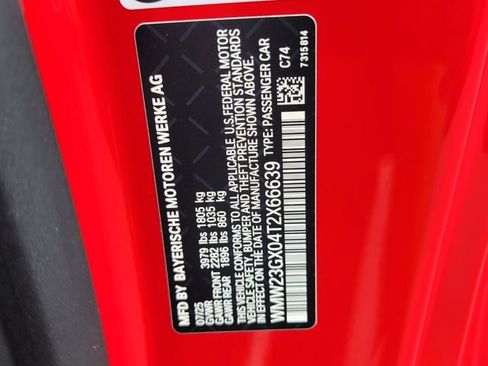 MFD BY BAYERISCHE MOTOREN WERKE AG
07/25
GVWR 3979 lbs 1805 kg
GAWR FRONT 2282 lbs 1035 kg
GAWR REAR 1896 lbs 860 kg
THIS VEHICLE CONFORMS TO ALL APPLICABLE U.S. FEDERAL MOTOR
VEHICLE SAFETY, BUMPER AND THEFT PREVENTION STANDARDS
IN EFFECT ON THE DATE OF MANUFACTURE SHOWN ABOVE.
WMW23GX04T2X66639 TYPE: PASSENGER CAR
C74
7315814